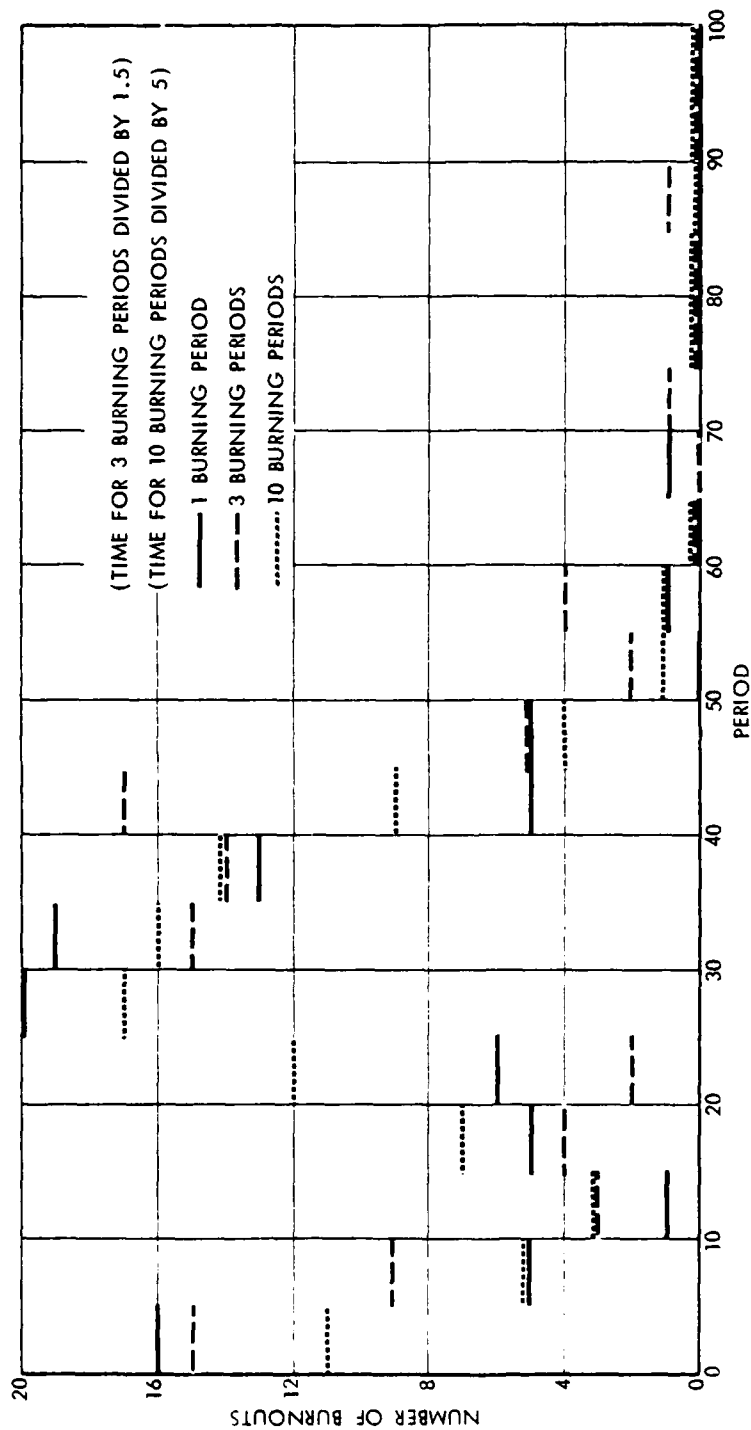 (TIME FOR 3 BURNING PERIODS DIVIDED BY 1.5)
(TIME FOR 10 BURNING PERIODS DIVIDED BY 5)
1 BURNING PERIOD
3 BURNING PERIODS
10 BURNING PERIODS
NUMBER OF BURNOUTS
20
16
12
8
4
0
0 10 20 30 40 50 60 70 80 90 100
PERIOD